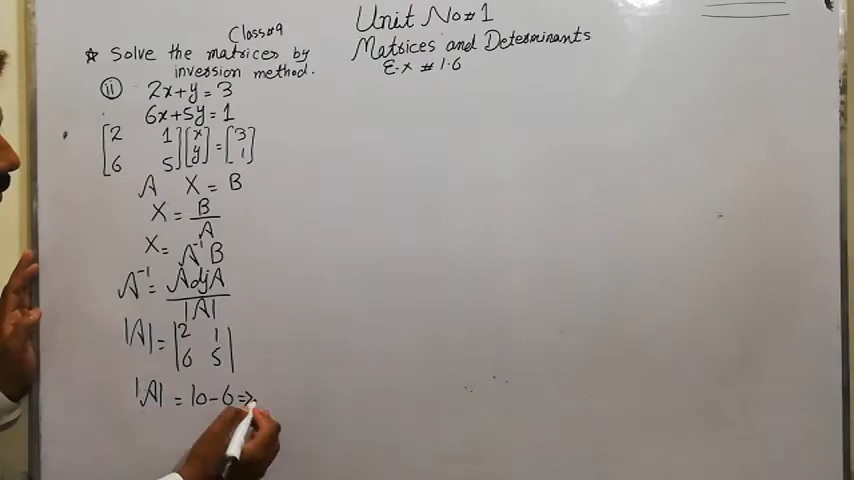 Unit No#1
Matrices and Determinants
E.x #1.6
Class#9
☆ Solve the matrices by
inversion method.
ii 2x+y=3
6x+5y=1
[2 1][x] = [3]
[6 5][y] [1]
A X = B
X = B
A
X = A⁻¹B
A⁻¹ = AdjA
|A|
|A| = |2 1|
|6 5|
|A| = 10-6=>